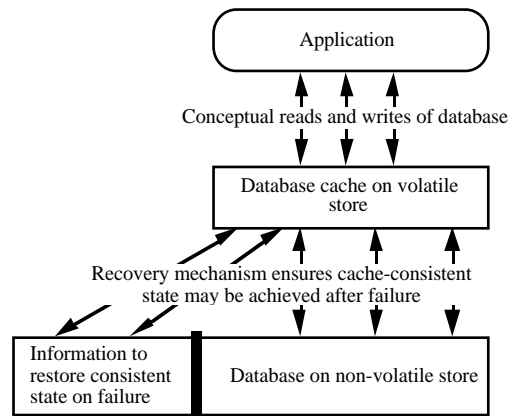 Application
Conceptual reads and writes of database
Database cache on volatile
store
Recovery mechanism ensures cache-consistent
state may be achieved after failure
Information to
restore consistent
state on failure
Database on non-volatile store